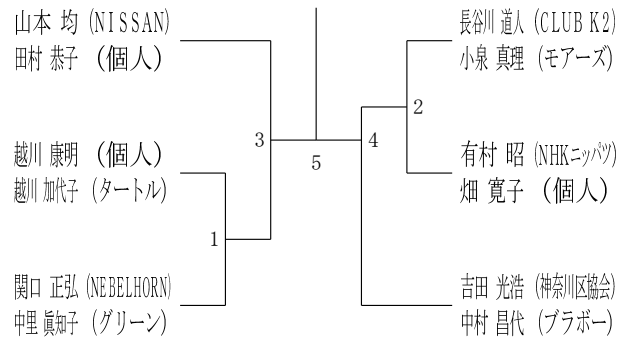 山本 均 (NISSAN)
田村 恭子 (個人)
越川 康明 (個人)
越川 加代子 (タートル)
関口 正弘 (NEBELHORN)
中里 眞知子 (グリーン)
1
3
5
4
2
長谷川 道人 (CLUB K2)
小泉 真理 (モアーズ)
有村 昭 (NHKニッパツ)
畑 寛子 (個人)
吉田 光浩 (神奈川区協会)
中村 昌代 (ブラボー)